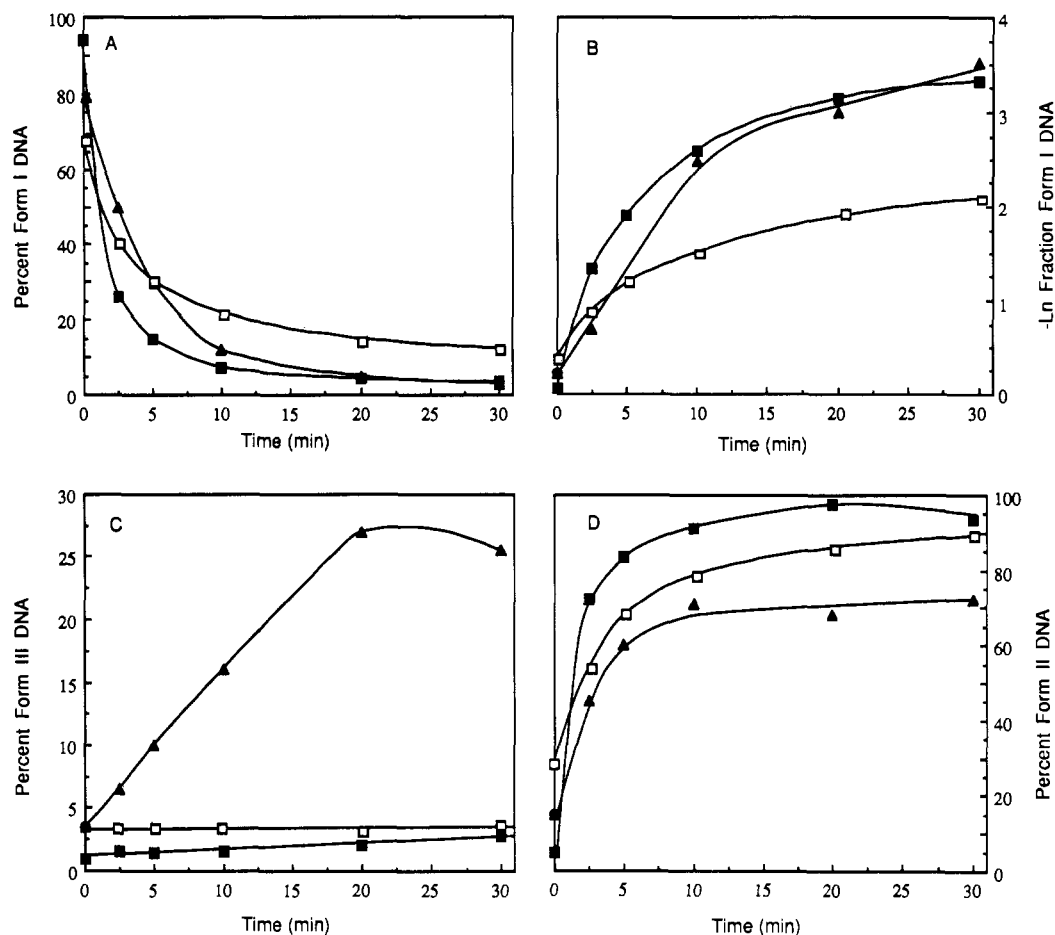 A
Percent Form I DNA
100
80
60
40
20
0
0 5 10 15 20 25 30
Time (min)
B
-Ln Fraction Form I DNA
4
3
2
1
0
0 5 10 15 20 25 30
Time (min)
C
Percent Form III DNA
30
25
20
15
10
5
0
0 5 10 15 20 25 30
Time (min)
D
Percent Form II DNA
100
80
60
40
20
0
0 5 10 15 20 25 30
Time (min)